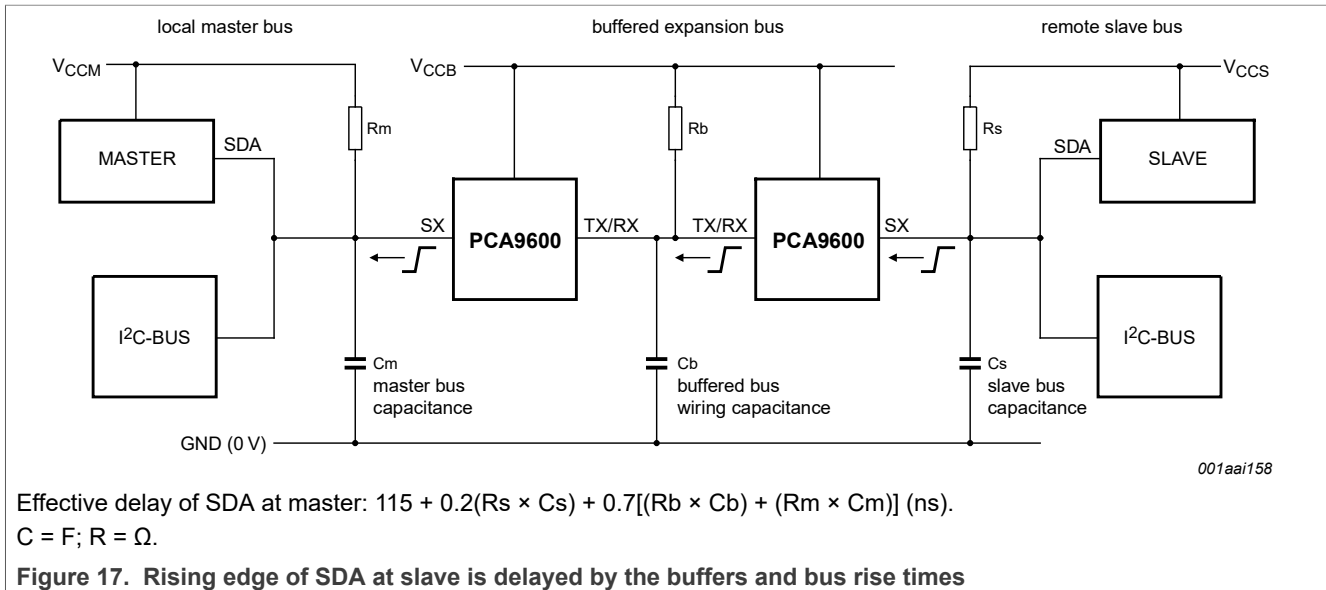 local master bus
buffered expansion bus
remote slave bus
VCCM
VCCB
VCCS
Rm
Rb
Rs
MASTER
SDA
SDA
SLAVE
SX
PCA9600
TX/RX
TX/RX
PCA9600
SX
I2C-BUS
I2C-BUS
Cm
master bus
capacitance
Cb
buffered bus
wiring capacitance
Cs
slave bus
capacitance
GND (0 V)
001aai158
Effective delay of SDA at master: 115 + 0.2(Rs × Cs) + 0.7[(Rb × Cb) + (Rm × Cm)] (ns).
C = F; R = Ω.
Figure 17. Rising edge of SDA at slave is delayed by the buffers and bus rise times